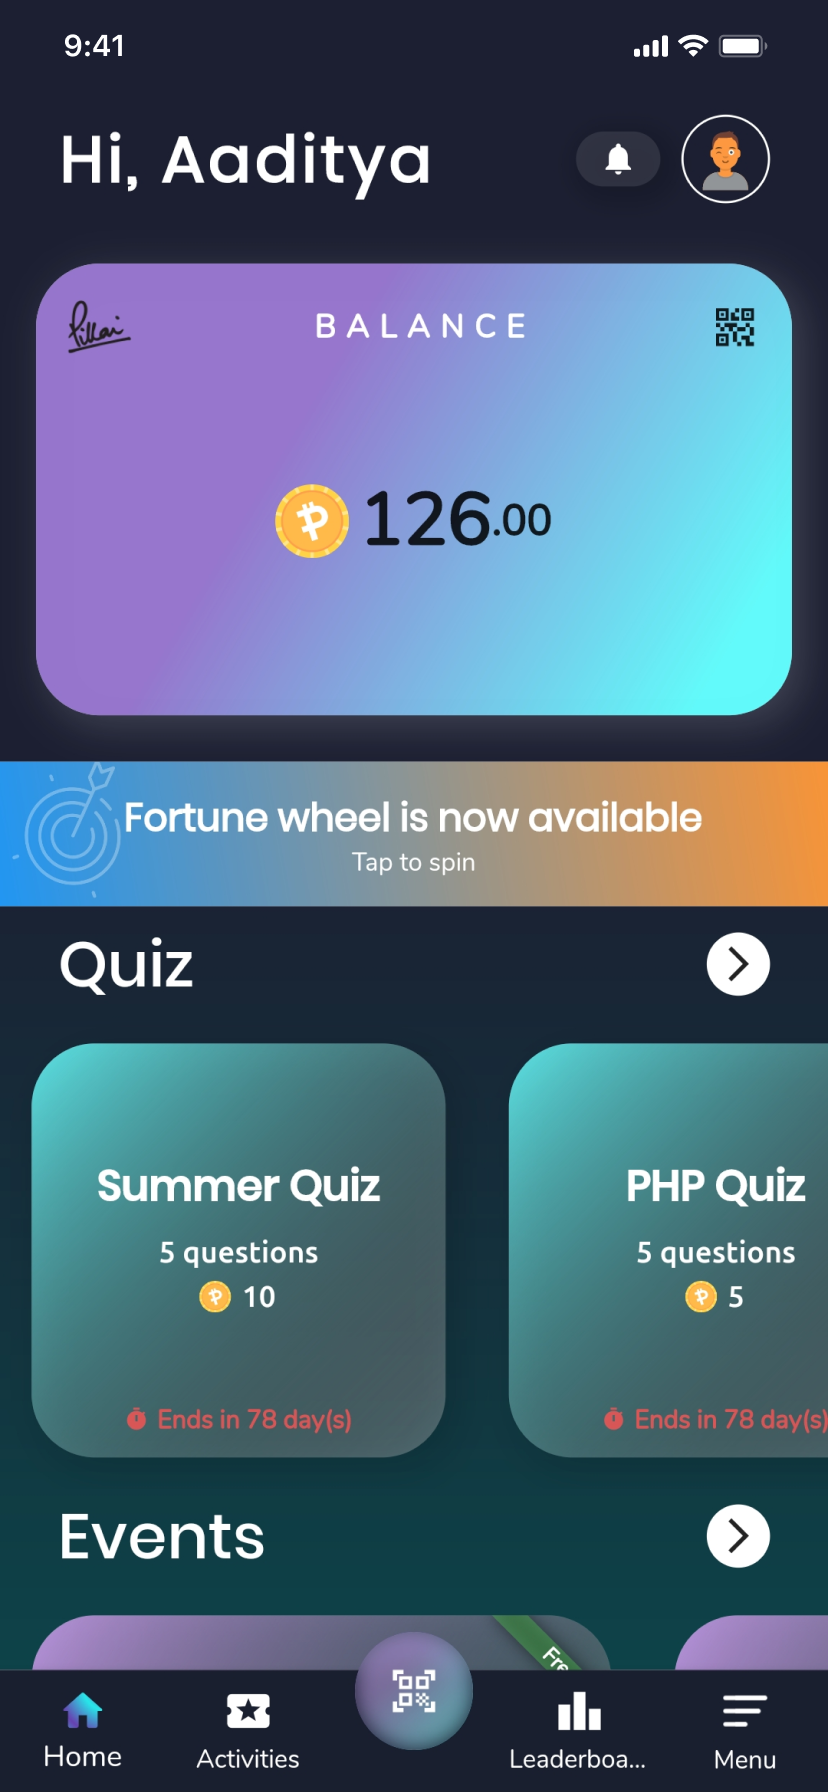 9:41
Hi, Aaditya
Pillai
BALANCE
126.00
Fortune wheel is now available
Tap to spin
Quiz
Summer Quiz
5 questions
10
Ends in 78 day(s)
PHP Quiz
5 questions
5
Ends in 78 day(s)
Events
Fre
Home
Activities
Leaderboa...
Menu